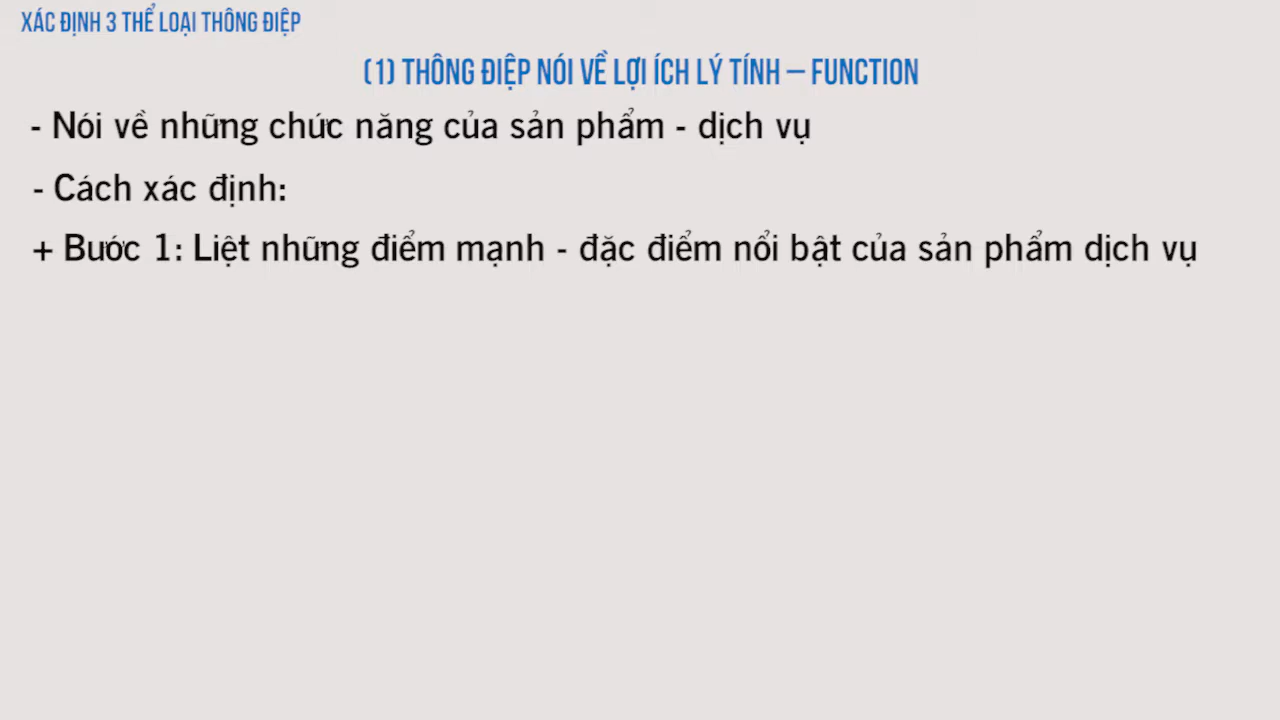 XÁC ĐỊNH 3 THỂ LOẠI THÔNG ĐIỆP
(1) THÔNG ĐIỆP NÓI VỀ LỢI ÍCH LÝ TÍNH – FUNCTION
- Nói về những chức năng của sản phẩm - dịch vụ
- Cách xác định:
+ Bước 1: Liệt những điểm mạnh - đặc điểm nổi bật của sản phẩm dịch vụ